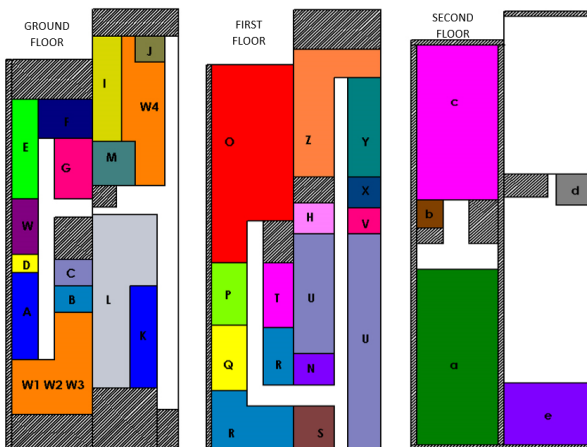 GROUND
FLOOR
J
I
W4
E
F
M
G
W
D
C
A
B
L
K
W1 W2 W3
FIRST
FLOOR
O
Z
Y
X
H
V
P
T
U
U
Q
R
N
R
S
SECOND
FLOOR
c
d
b
a
e